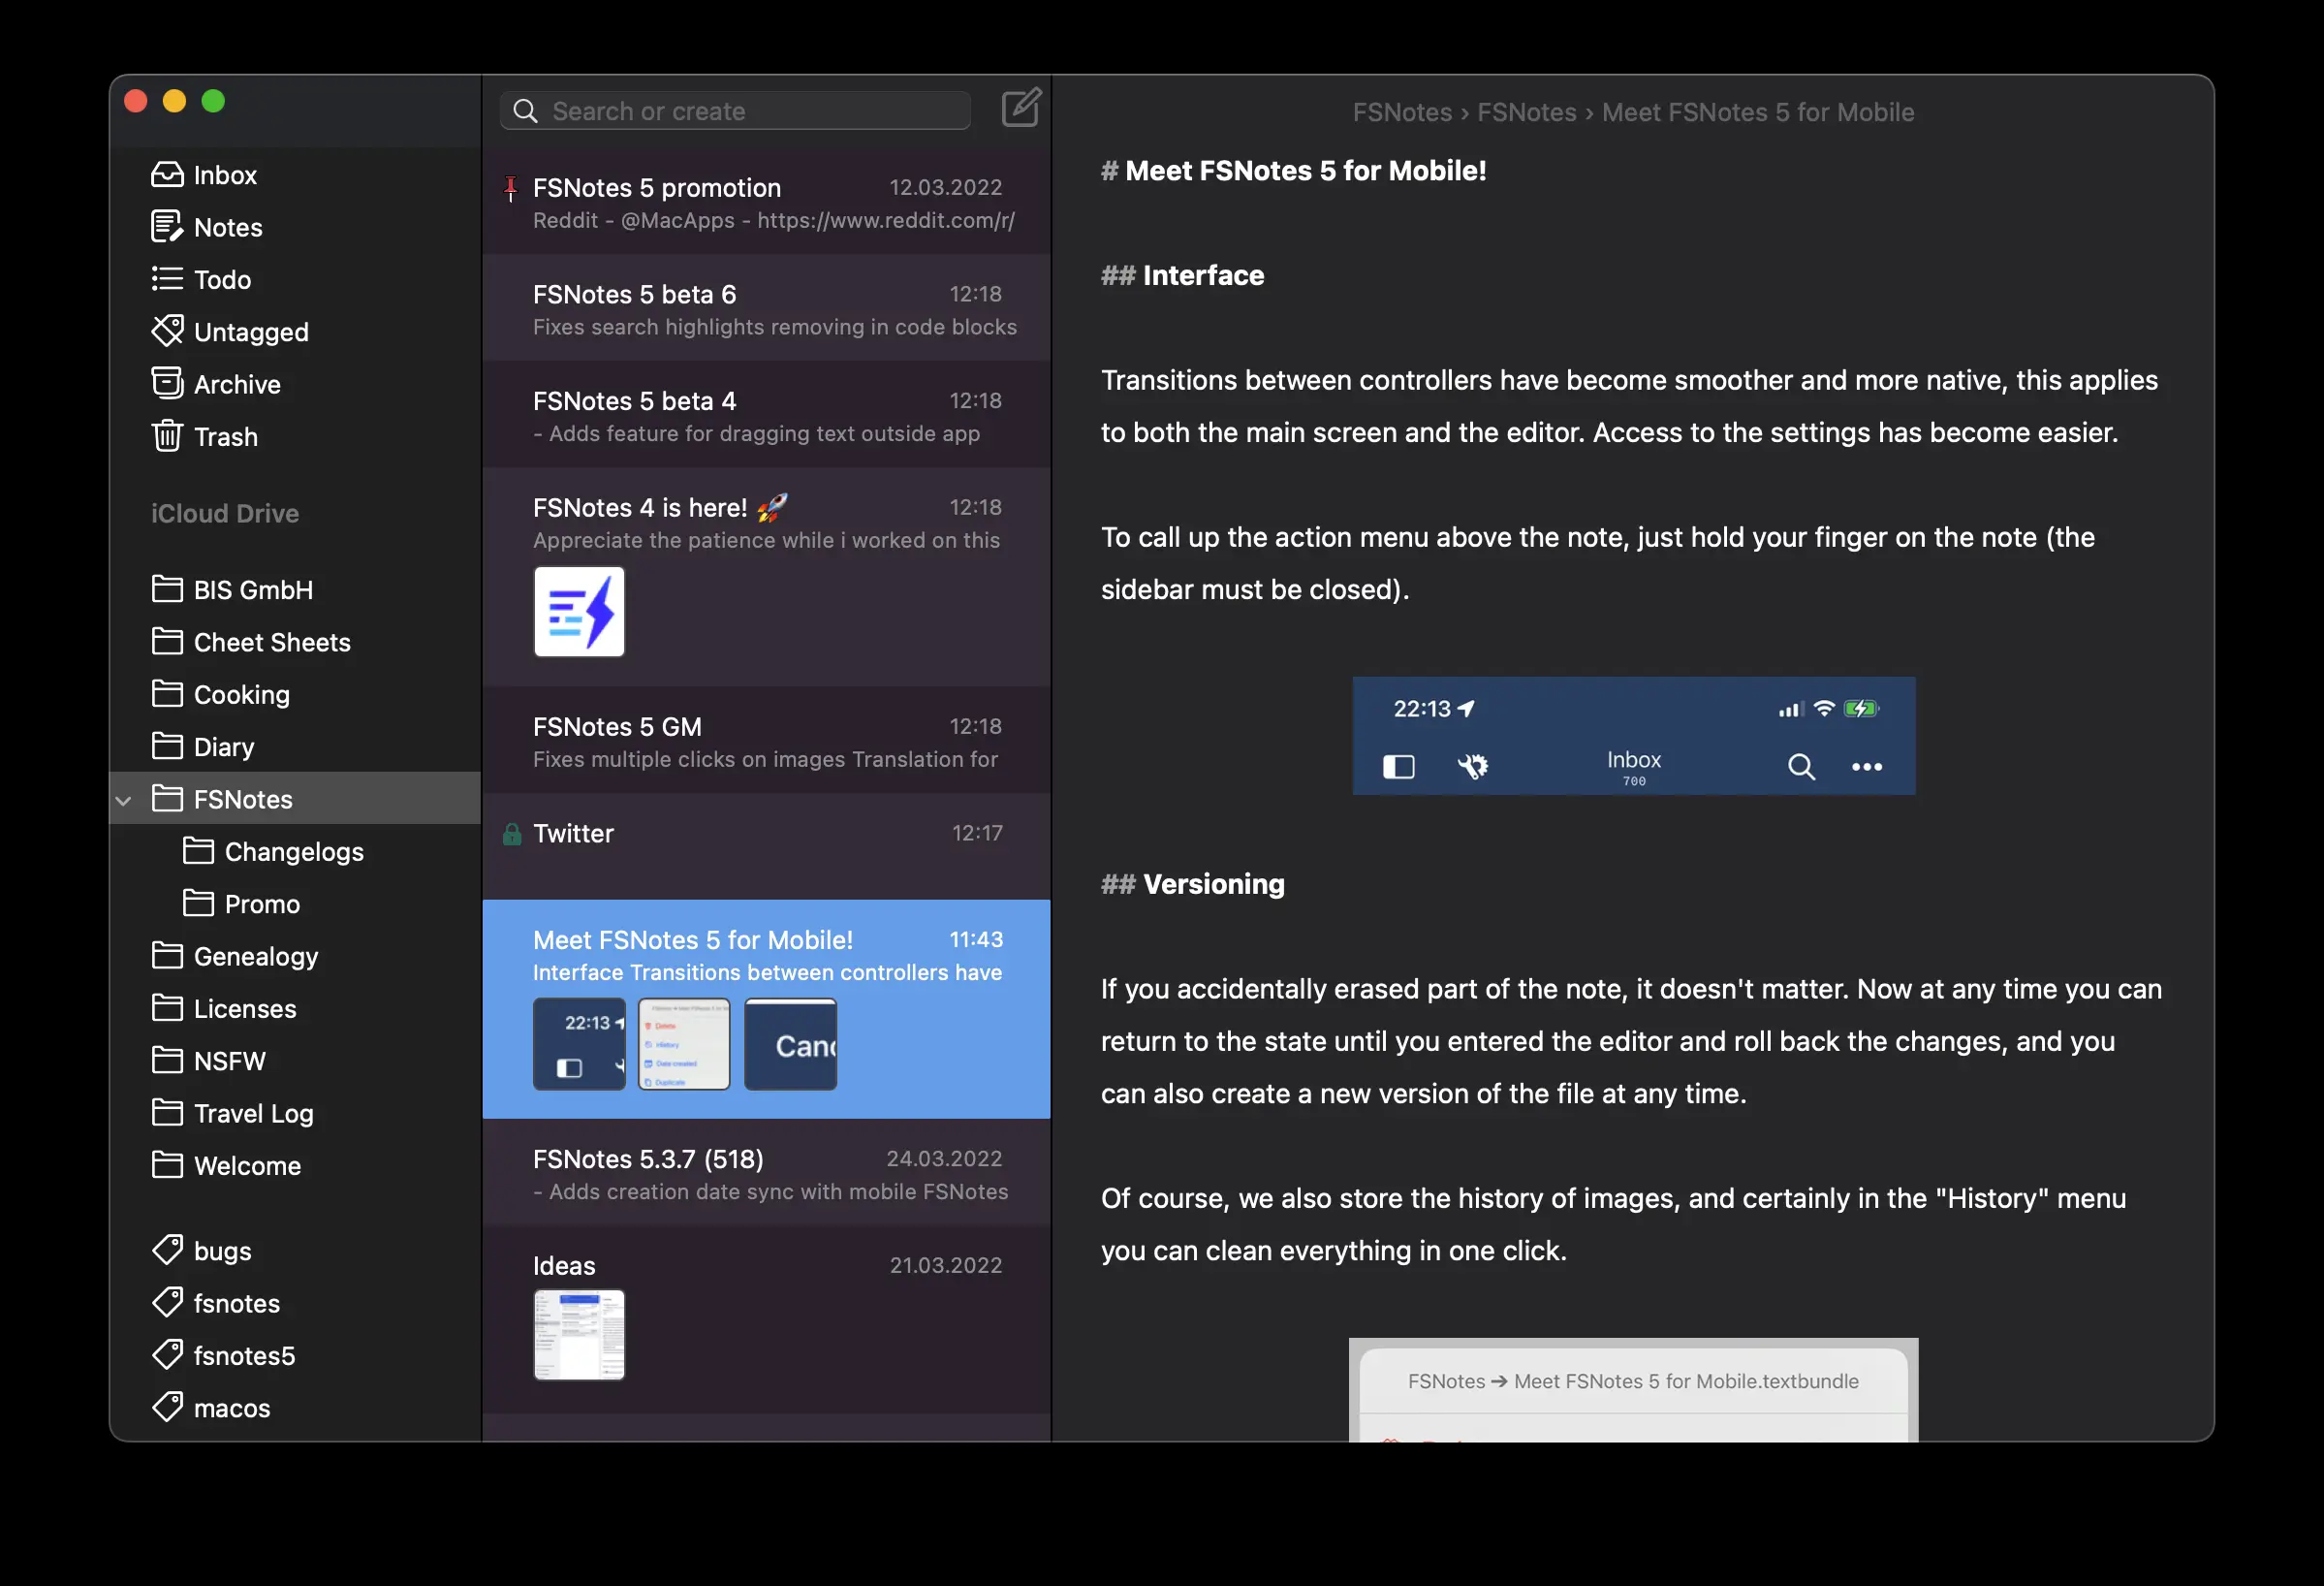 Inbox
Notes
Todo
Untagged
Archive
Trash
iCloud Drive
BIS GmbH
Cheet Sheets
Cooking
Diary
FSNotes
Changelogs
Promo
Genealogy
Licenses
NSFW
Travel Log
Welcome
bugs
fsnotes
fsnotes5
macos
Search or create
FSNotes 5 promotion 12.03.2022
Reddit - @MacApps - https://www.reddit.com/r/
FSNotes 5 beta 6 12:18
Fixes search highlights removing in code blocks
FSNotes 5 beta 4 12:18
- Adds feature for dragging text outside app
FSNotes 4 is here! 🚀 12:18
Appreciate the patience while i worked on this
FSNotes 5 GM 12:18
Fixes multiple clicks on images Translation for
Twitter 12:17
Meet FSNotes 5 for Mobile! 11:43
Interface Transitions between controllers have
22:13
Delete
History
Date created
Duplicate
Canc
FSNotes 5.3.7 (518) 24.03.2022
- Adds creation date sync with mobile FSNotes
Ideas 21.03.2022
FSNotes › FSNotes › Meet FSNotes 5 for Mobile
# Meet FSNotes 5 for Mobile!
## Interface
Transitions between controllers have become smoother and more native, this applies
to both the main screen and the editor. Access to the settings has become easier.
To call up the action menu above the note, just hold your finger on the note (the
sidebar must be closed).
22:13
Inbox
700
## Versioning
If you accidentally erased part of the note, it doesn't matter. Now at any time you can
return to the state until you entered the editor and roll back the changes, and you
can also create a new version of the file at any time.
Of course, we also store the history of images, and certainly in the "History" menu
you can clean everything in one click.
FSNotes ➔ Meet FSNotes 5 for Mobile.textbundle